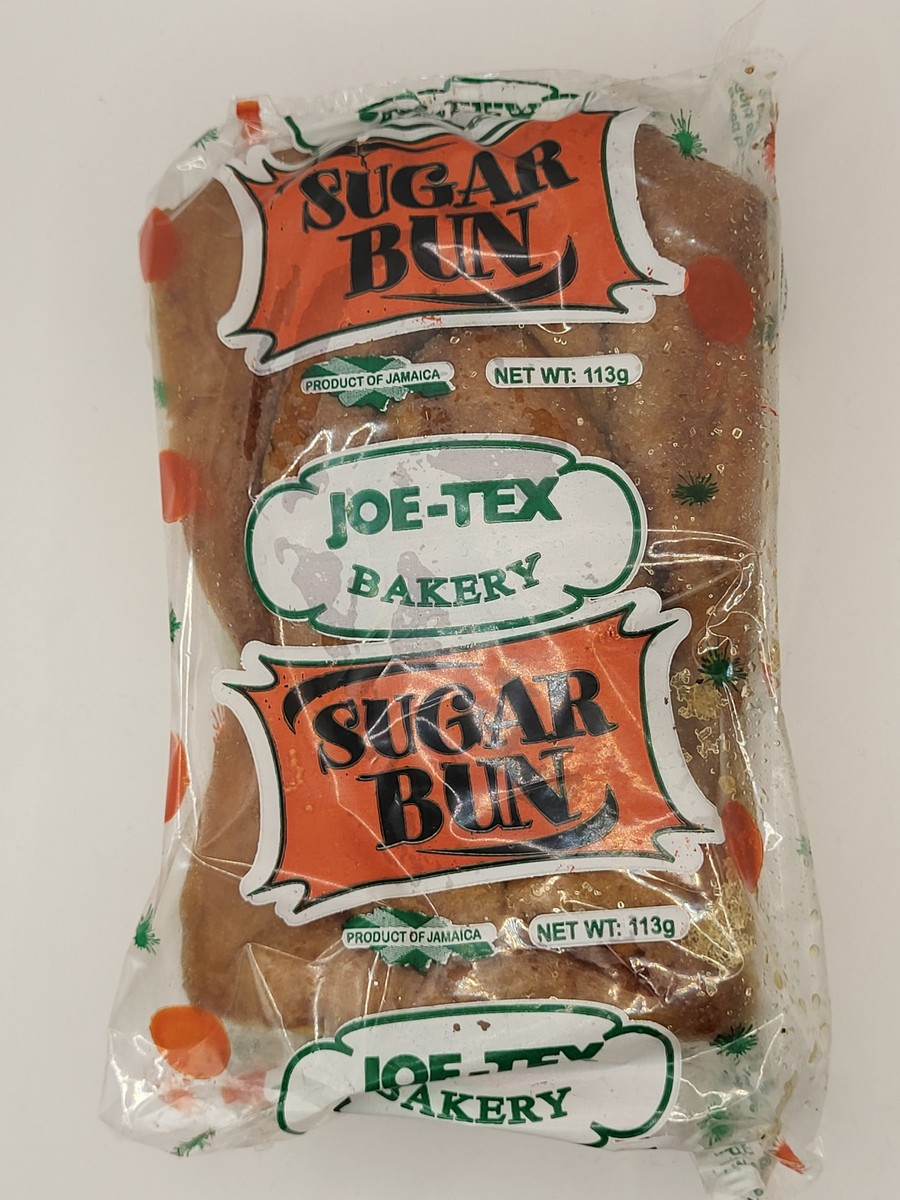 SUGAR
BUN
PRODUCT OF JAMAICA
NET WT: 113g
JOE-TEX
BAKERY
SUGAR
BUN
PRODUCT OF JAMAICA
NET WT: 113g
JOE-TEX
BAKERY